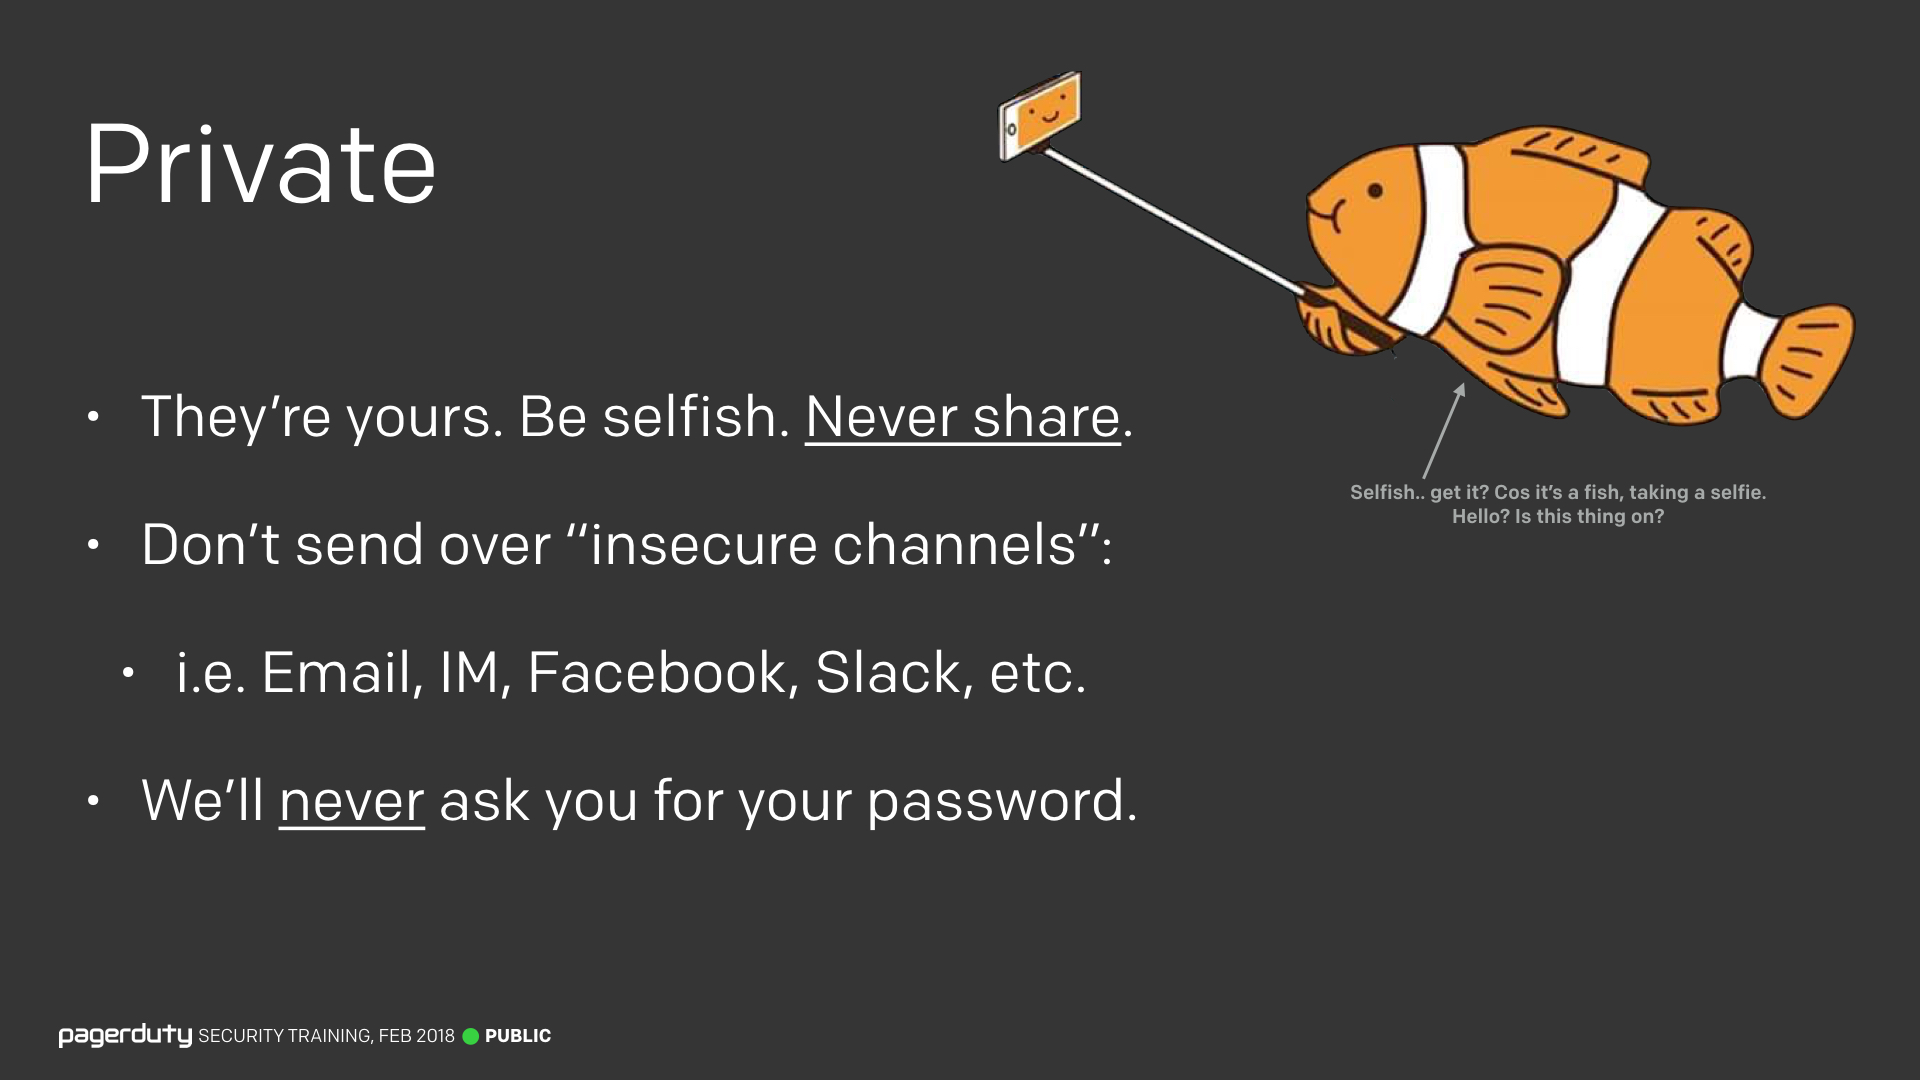 Private
• They’re yours. Be selfish. Never share.
• Don’t send over “insecure channels”:
• i.e. Email, IM, Facebook, Slack, etc.
• We’ll never ask you for your password.
Selfish.. get it? Cos it’s a fish, taking a selfie.
Hello? Is this thing on?
pagerduty SECURITY TRAINING, FEB 2018 PUBLIC